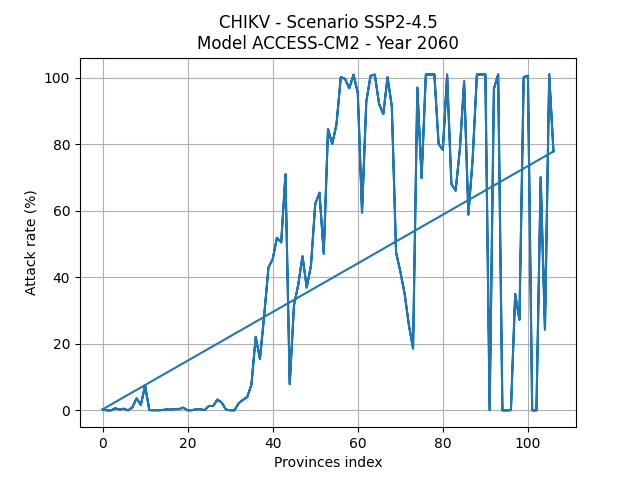 CHIKV - Scenario SSP2-4.5
Model ACCESS-CM2 - Year 2060
100
80
60
40
20
0
Attack rate (%)
0 20 40 60 80 100
Provinces index